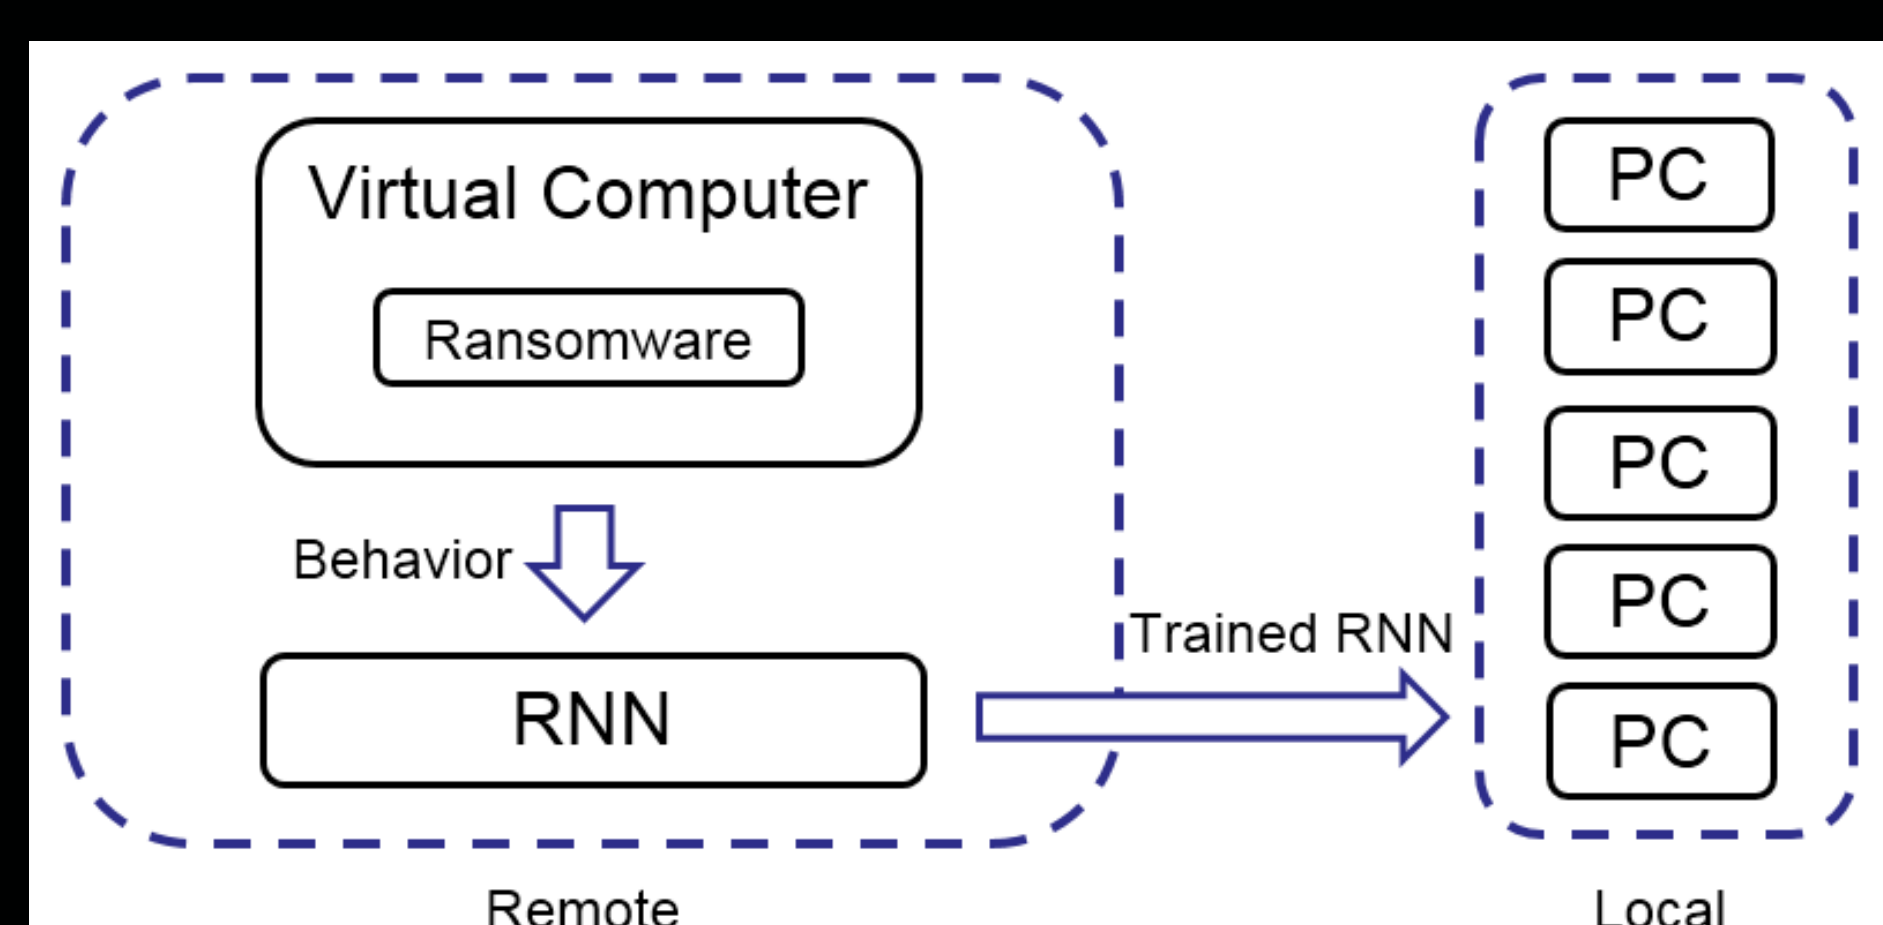 Virtual Computer
Ransomware
Behavior
RNN
Trained RNN
Remote
PC
PC
PC
PC
PC
Local